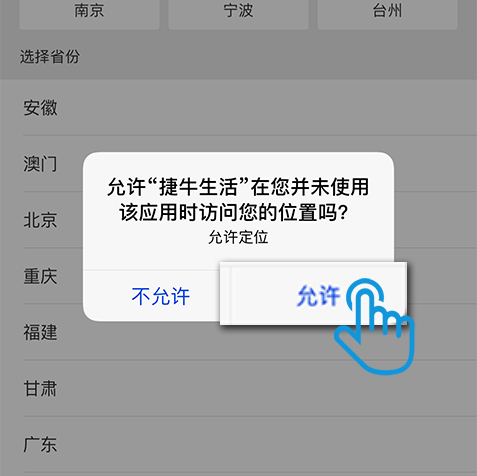 南京 宁波 台州
选择省份
安徽
澳门
允许“捷牛生活”在您并未使用
该应用时访问您的位置吗？
允许定位
不允许 允许
北京
重庆
福建
甘肃
广东